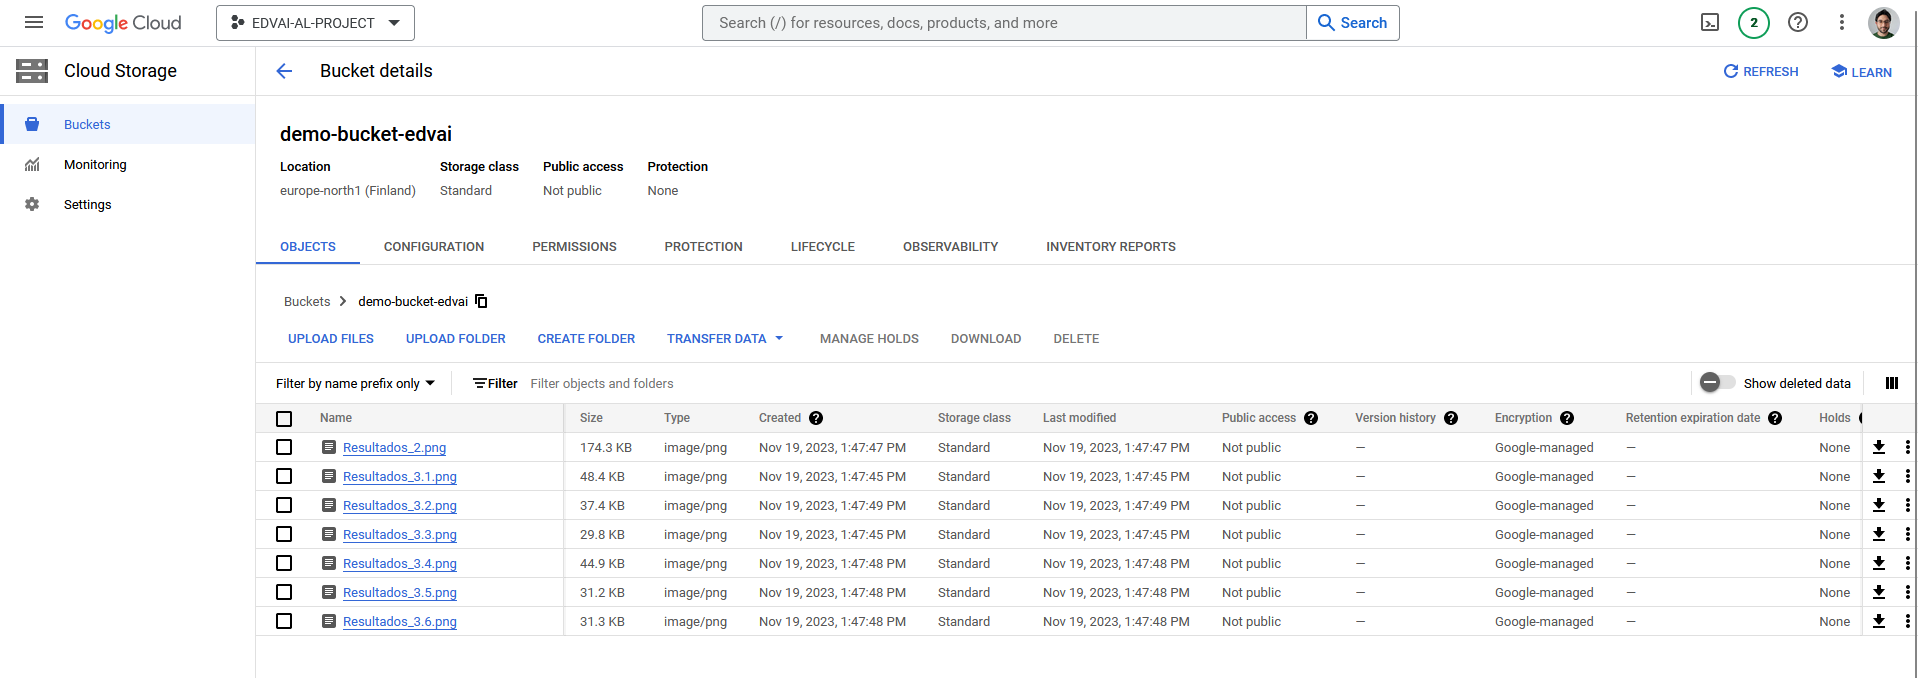 Google Cloud EDVAI-AL-PROJECT Search (/) for resources, docs, products, and more Search 2
Cloud Storage Bucket details REFRESH LEARN
Buckets
Monitoring
Settings
demo-bucket-edvai
Location Storage class Public access Protection
europe-north1 (Finland) Standard Not public None
OBJECTS CONFIGURATION PERMISSIONS PROTECTION LIFECYCLE OBSERVABILITY INVENTORY REPORTS
Buckets demo-bucket-edvai
UPLOAD FILES UPLOAD FOLDER CREATE FOLDER TRANSFER DATA MANAGE HOLDS DOWNLOAD DELETE
Filter by name prefix only Filter Filter objects and folders Show deleted data
Name Size Type Created Storage class Last modified Public access Version history Encryption Retention expiration date Holds
Resultados_2.png 174.3 KB image/png Nov 19, 2023, 1:47:47 PM Standard Nov 19, 2023, 1:47:47 PM Not public — Google-managed — None
Resultados_3.1.png 48.4 KB image/png Nov 19, 2023, 1:47:45 PM Standard Nov 19, 2023, 1:47:45 PM Not public — Google-managed — None
Resultados_3.2.png 37.4 KB image/png Nov 19, 2023, 1:47:49 PM Standard Nov 19, 2023, 1:47:49 PM Not public — Google-managed — None
Resultados_3.3.png 29.8 KB image/png Nov 19, 2023, 1:47:45 PM Standard Nov 19, 2023, 1:47:45 PM Not public — Google-managed — None
Resultados_3.4.png 44.9 KB image/png Nov 19, 2023, 1:47:48 PM Standard Nov 19, 2023, 1:47:48 PM Not public — Google-managed — None
Resultados_3.5.png 31.2 KB image/png Nov 19, 2023, 1:47:48 PM Standard Nov 19, 2023, 1:47:48 PM Not public — Google-managed — None
Resultados_3.6.png 31.3 KB image/png Nov 19, 2023, 1:47:48 PM Standard Nov 19, 2023, 1:47:48 PM Not public — Google-managed — None